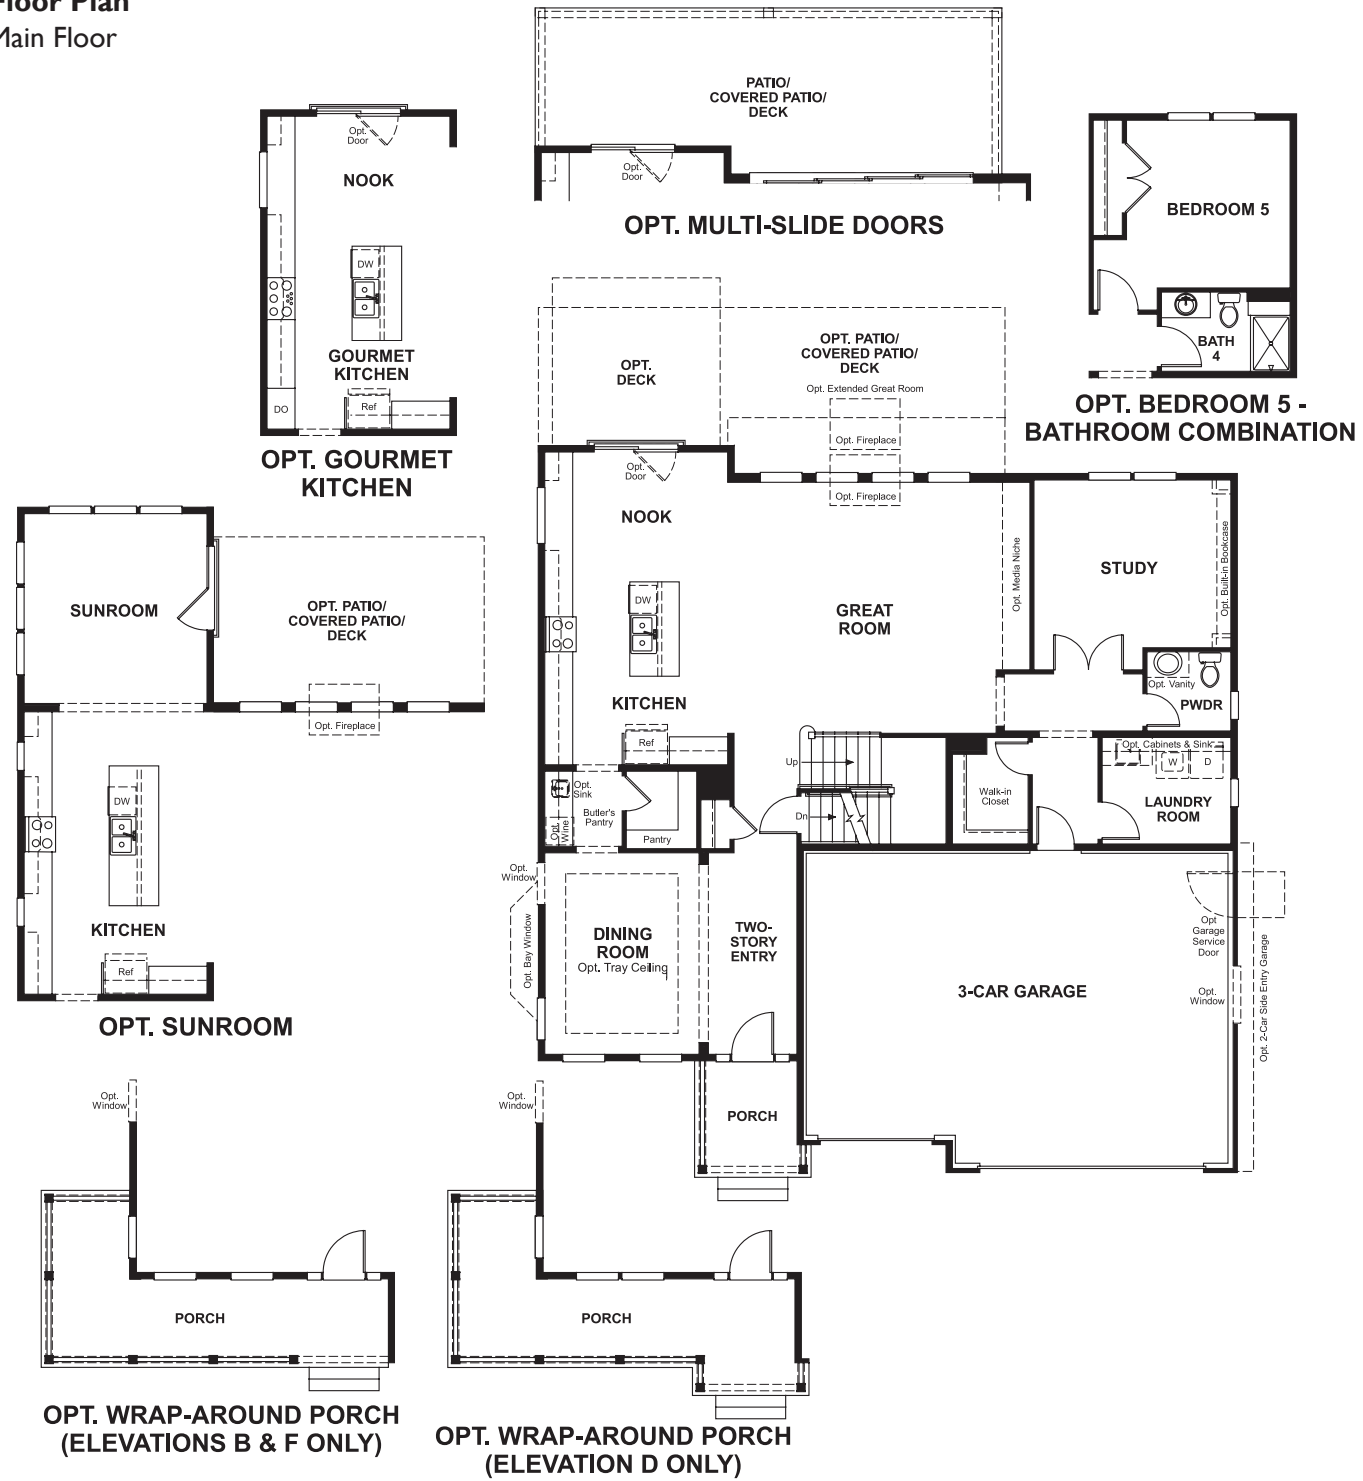 Floor Plan
Main Floor
PATIO/
COVERED PATIO/
DECK
Opt.
Door
OPT. MULTI-SLIDE DOORS
Opt.
Door
NOOK
DW
GOURMET
KITCHEN
DO
Ref
OPT. GOURMET
KITCHEN
BEDROOM 5
BATH
4
OPT. BEDROOM 5 -
BATHROOM COMBINATION
OPT.
DECK
OPT. PATIO/
COVERED PATIO/
DECK
Opt. Extended Great Room
Opt. Fireplace
Opt. Fireplace
Opt.
Door
NOOK
DW
KITCHEN
Ref
GREAT
ROOM
Opt. Media Niche
STUDY
Opt. Built-in Bookcase
Opt. Vanity
PWDR
Opt. Cabinets & Sink
W
D
LAUNDRY
ROOM
Walk-in
Closet
Up
Dn
Opt.
Sink
Opt.
Wine
Butler's
Pantry
Pantry
Opt.
Window
Opt. Bay Window
DINING
ROOM
Opt. Tray Ceiling
TWO-
STORY
ENTRY
3-CAR GARAGE
Opt
Garage
Service
Door
Opt.
Window
Opt. 2-Car Side Entry Garage
PORCH
SUNROOM
OPT. PATIO/
COVERED PATIO/
DECK
Opt. Fireplace
DW
KITCHEN
Ref
OPT. SUNROOM
Opt.
Window
PORCH
OPT. WRAP-AROUND PORCH
(ELEVATIONS B & F ONLY)
Opt.
Window
PORCH
OPT. WRAP-AROUND PORCH
(ELEVATION D ONLY)